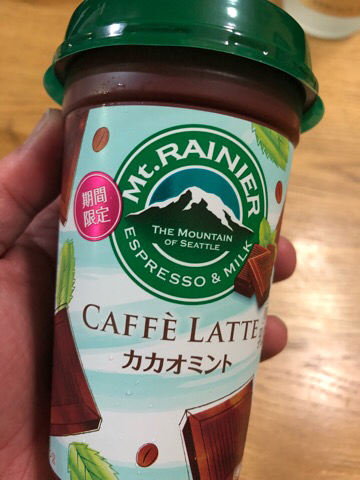 Mt. RAINIER
THE MOUNTAIN
OF SEATTLE
ESPRESSO & MILK
期間
限定
CAFFÈ LATTE
カカオミント